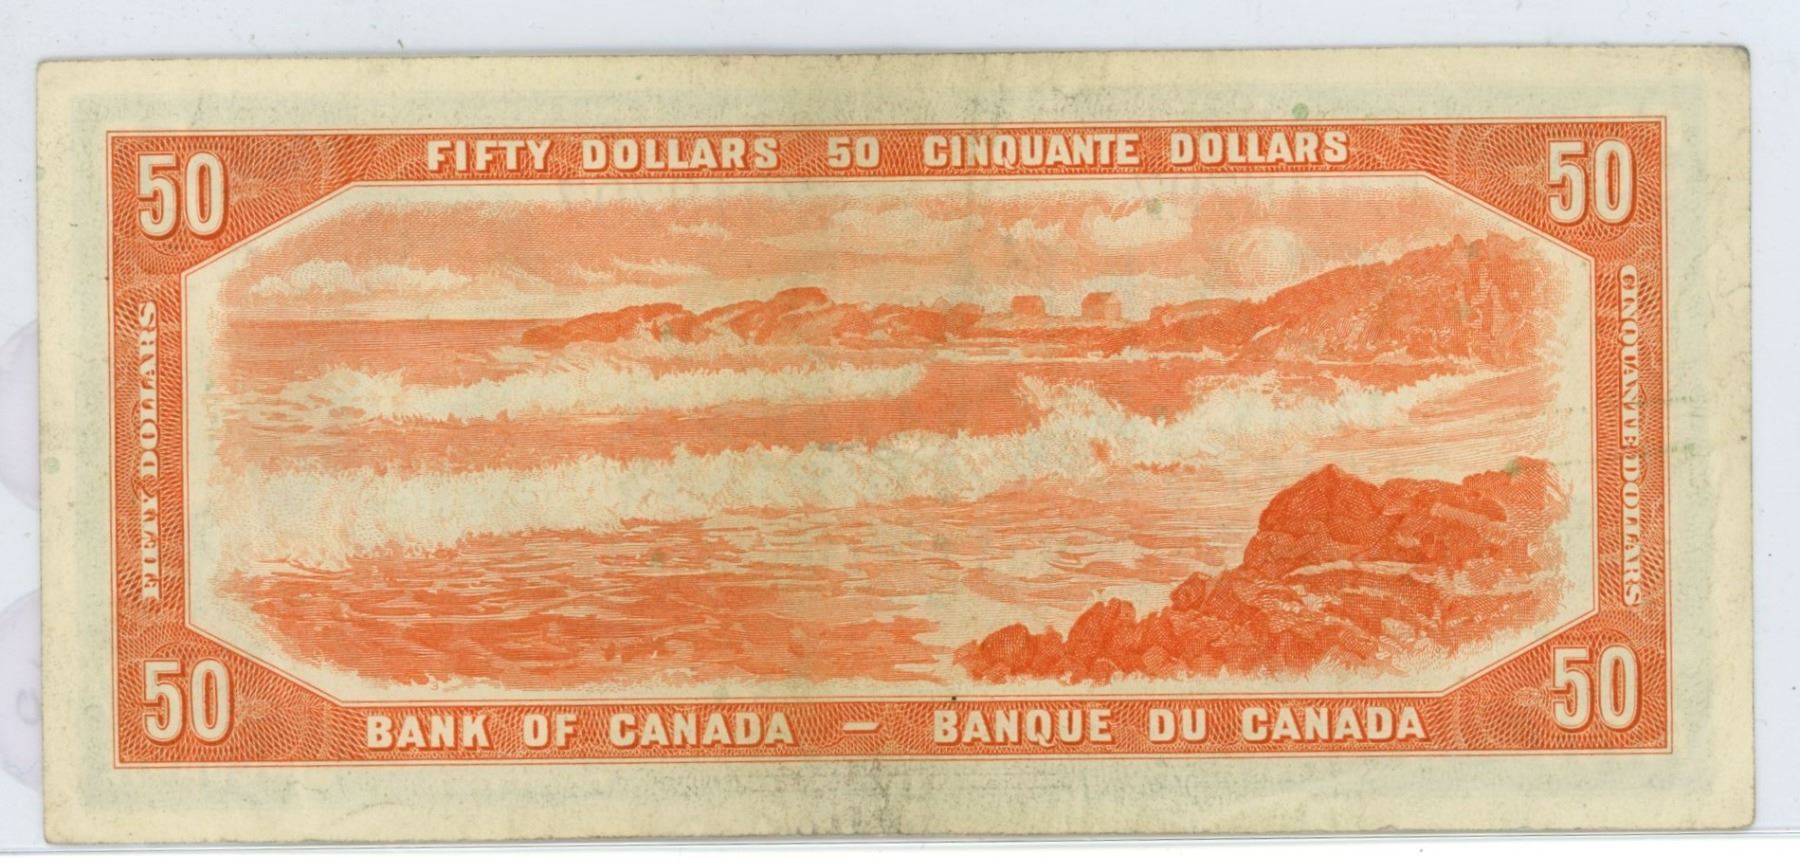 FIFTY DOLLARS 50 CINQUANTE DOLLARS
50
50
FIFTY DOLLARS
CINQUANTE DOLLARS
50
50
BANK OF CANADA — BANQUE DU CANADA